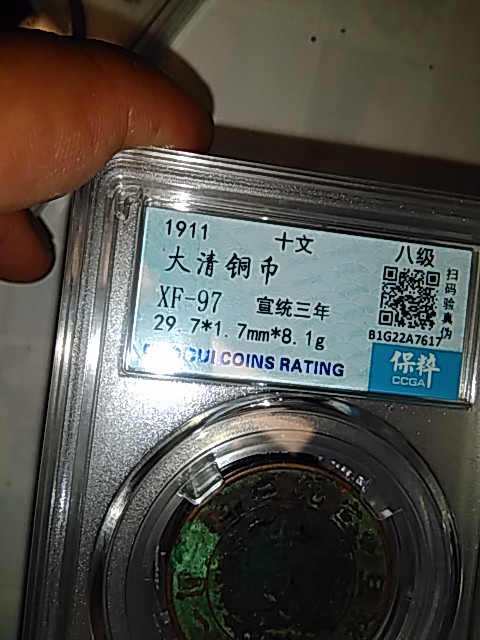 1911 十文 八级
大清铜币
XF-97 宣统三年
29.7*1.7mm*8.1g
扫码验真伪
B1G22A7617
COINS RATING
保粹
CCGA